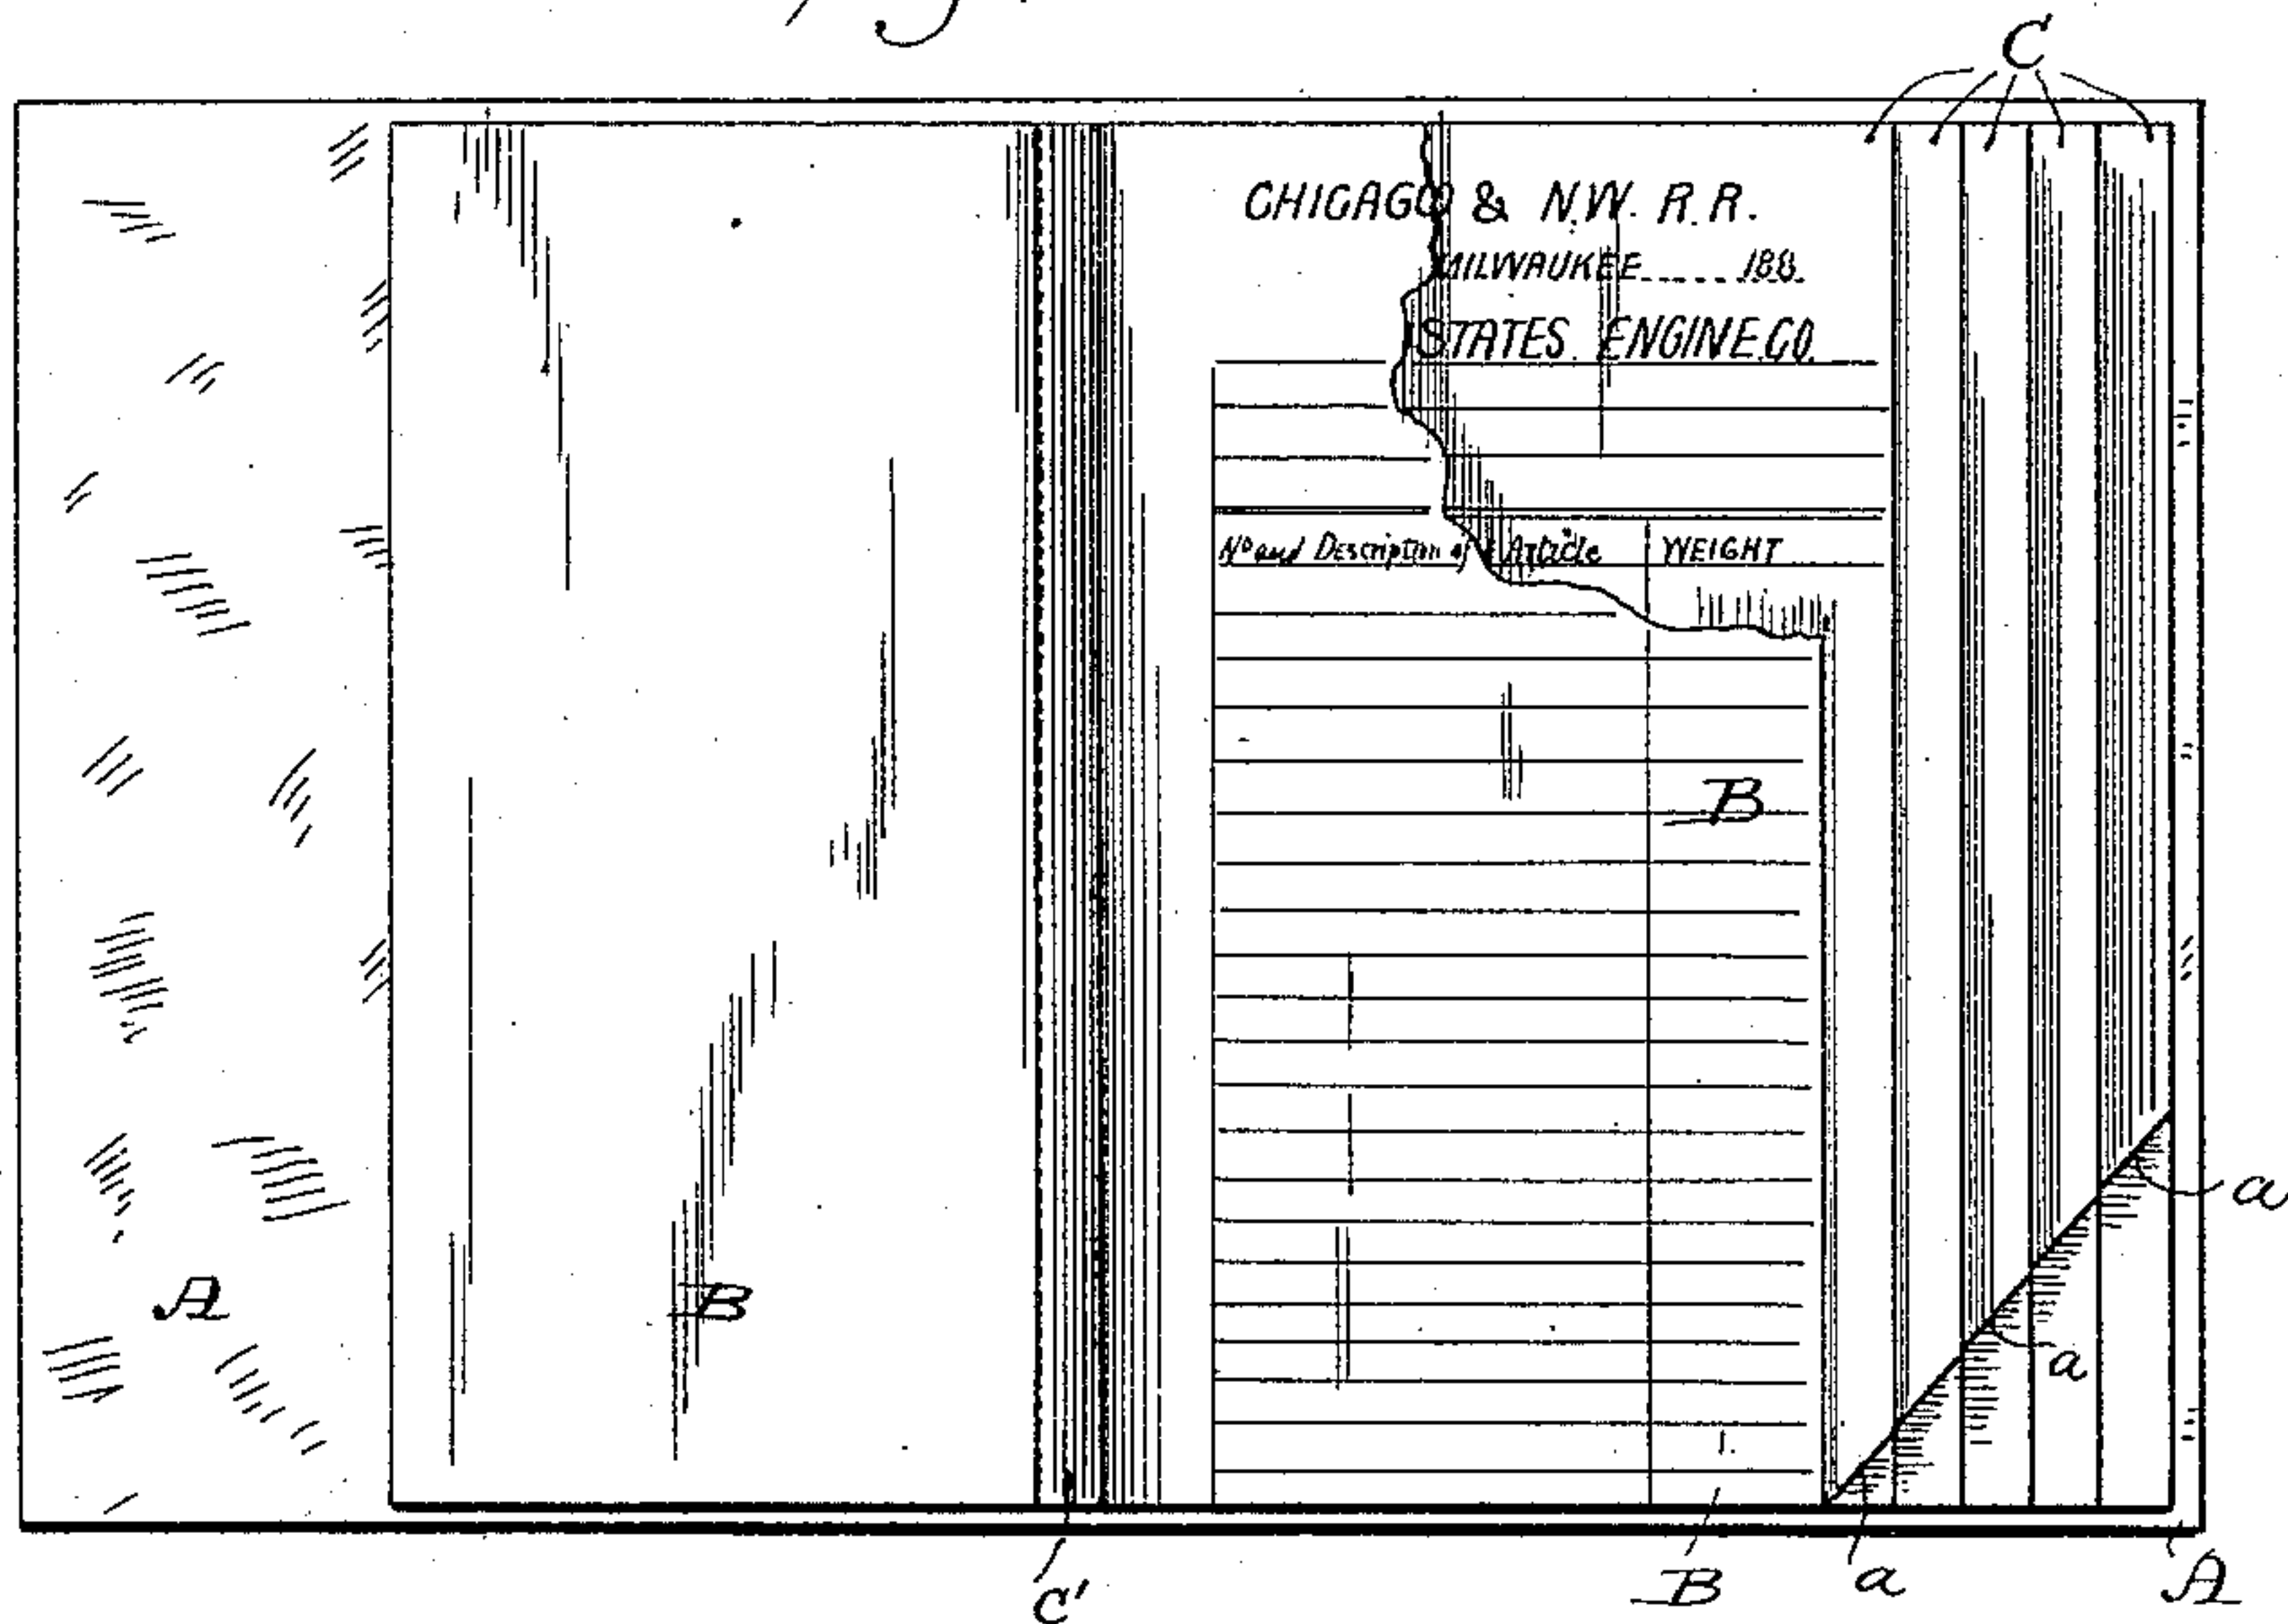 C
CHICAGO & N.W. R.R.
MILWAUKEE.......188.
STATES ENGINE CO.
No and Description of Article WEIGHT
B
a
A B
a
C' B a A